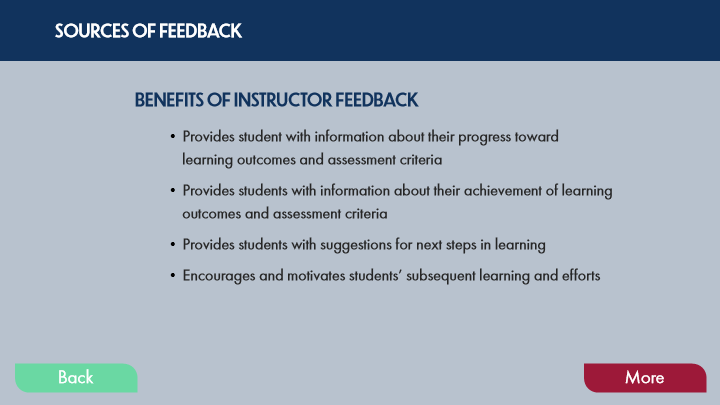 SOURCES OF FEEDBACK
BENEFITS OF INSTRUCTOR FEEDBACK
• Provides student with information about their progress toward
learning outcomes and assessment criteria
• Provides students with information about their achievement of learning
outcomes and assessment criteria
• Provides students with suggestions for next steps in learning
• Encourages and motivates students’ subsequent learning and efforts
Back
More